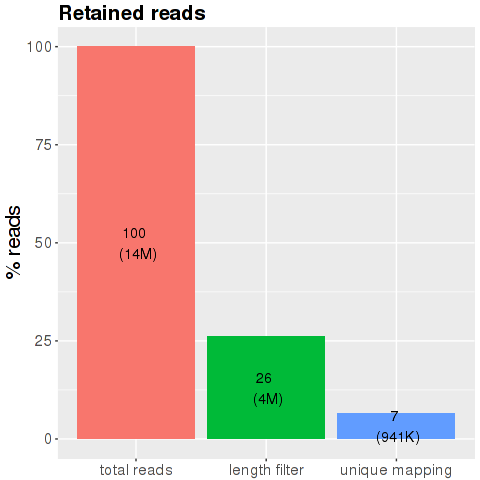 Retained reads
% reads
100
75
50
25
0
100
(14M)
26
(4M)
7
(941K)
total reads
length filter
unique mapping